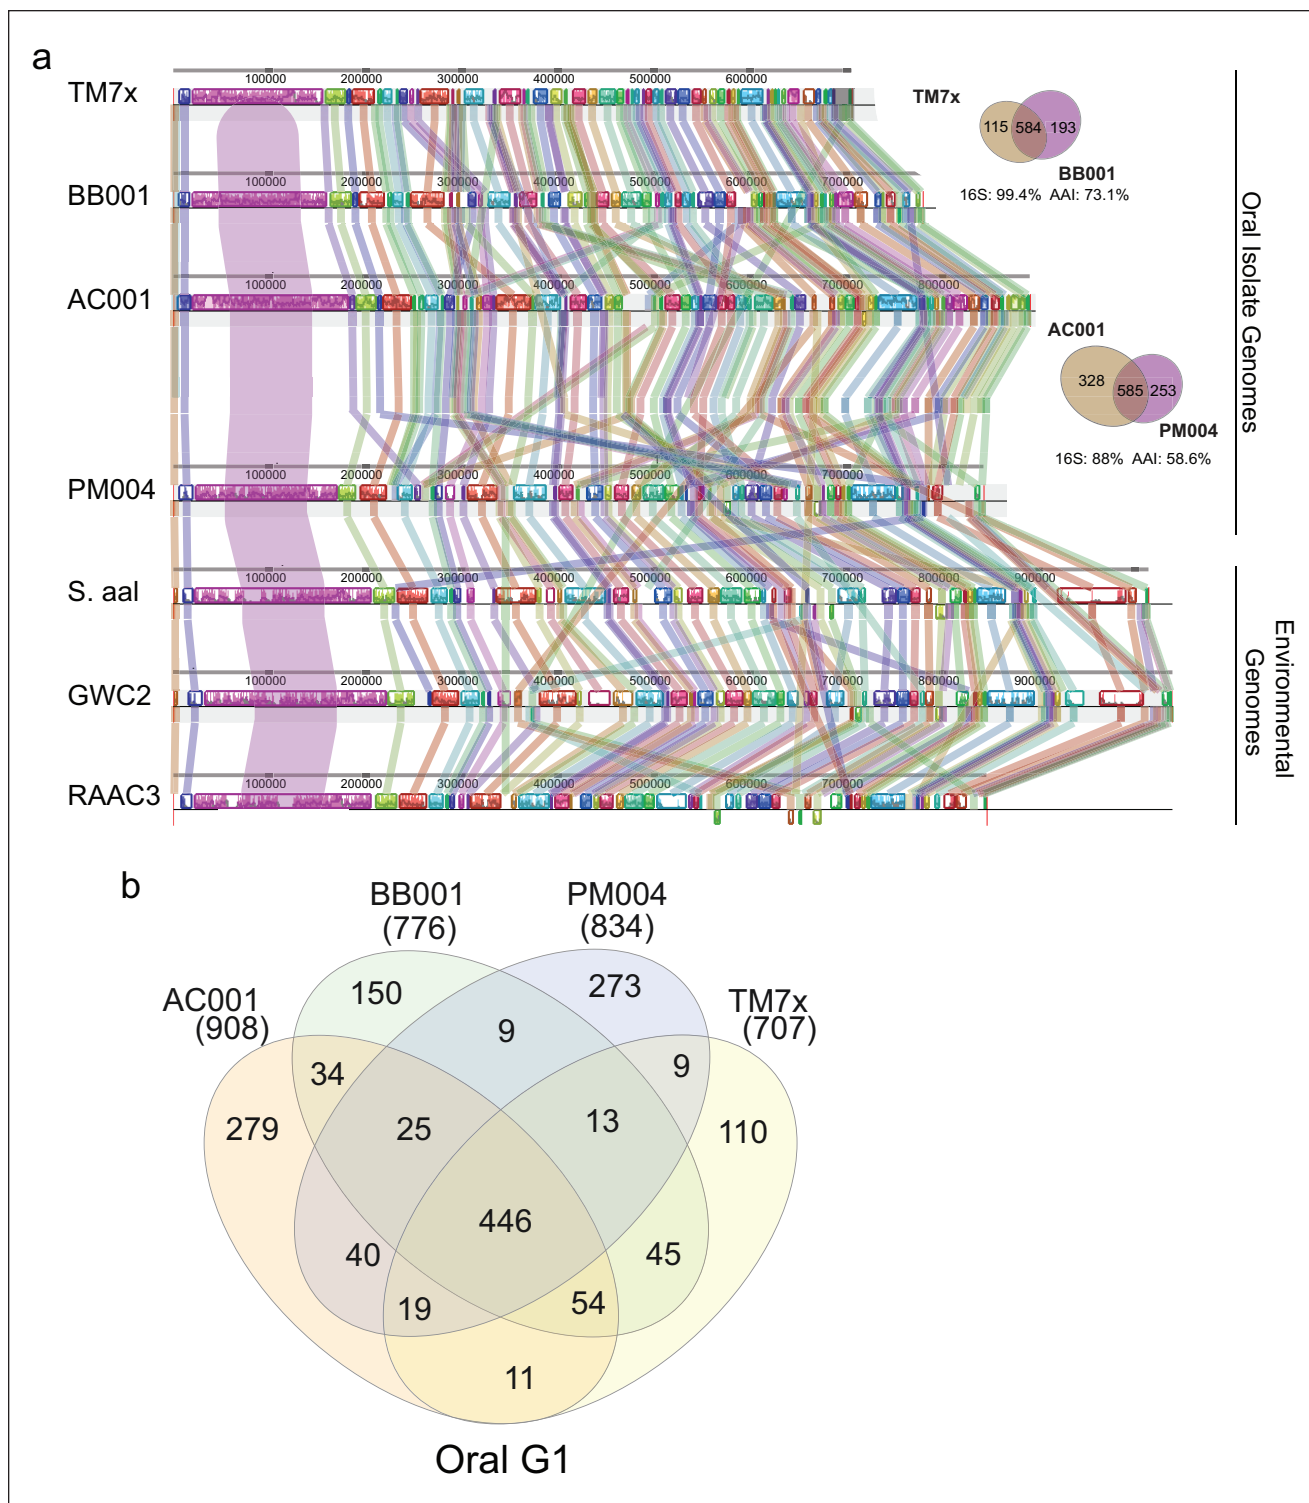 a
TM7x
100000 200000 300000 400000 500000 600000
TM7x
115 584 193
BB001
16S: 99.4% AAI: 73.1%
BB001
100000 200000 300000 400000 500000 600000 700000
AC001
100000 200000 300000 400000 500000 600000 700000 800000
AC001
328 585 253
PM004
16S: 88% AAI: 58.6%
PM004
100000 200000 300000 400000 500000 600000 700000
Oral Isolate Genomes
S. aal
100000 200000 300000 400000 500000 600000 700000 800000 900000
GWC2
100000 200000 300000 400000 500000 600000 700000 800000 900000
RAAC3
100000 200000 300000 400000 500000 600000 700000 800000
Environmental
Genomes
b
BB001
(776)
PM004
(834)
AC001
(908)
TM7x
(707)
150
273
9
34
9
279
25
13
110
446
40
45
19
54
11
Oral G1